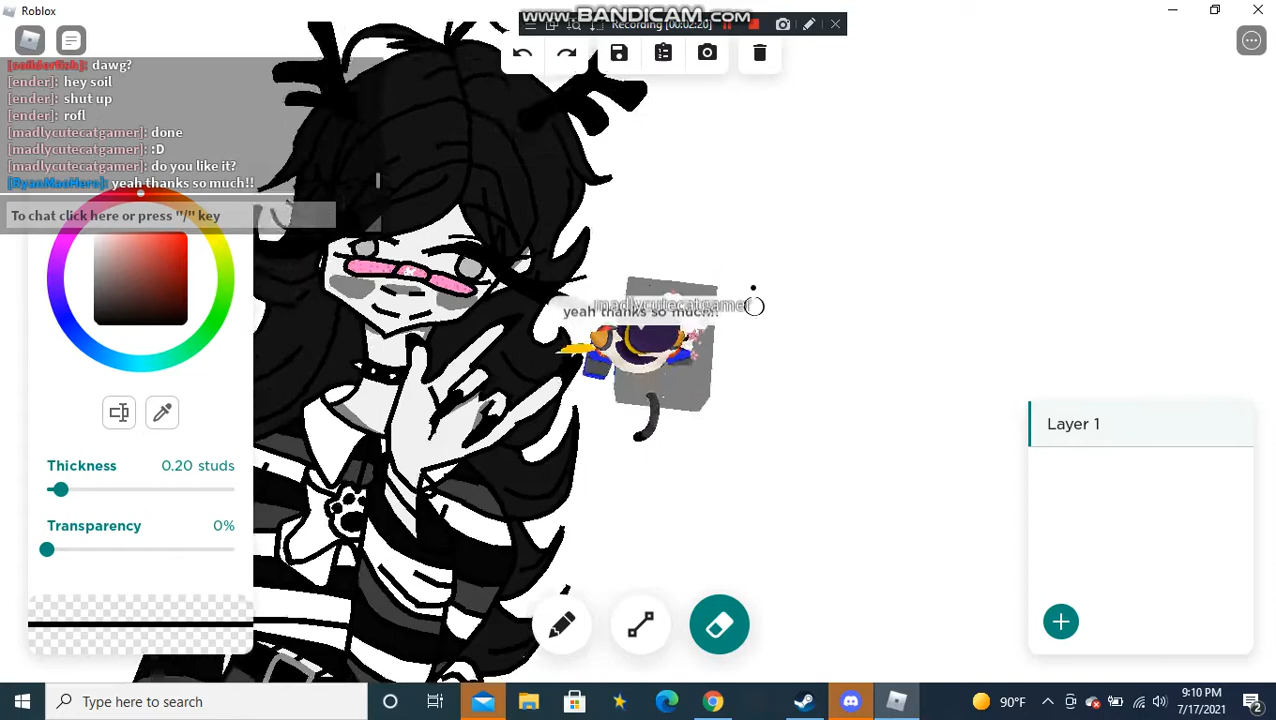 Roblox
WWW.BANDICAM.COM
Recording [00:02:20]
[soilderfish]: dawg?
[ender]: hey soil
[ender]: shut up
[ender]: rofl
[madlycutecatgamer]: done
[madlycutecatgamer]: :D
[madlycutecatgamer]: do you like it?
[RyanMaoHero]: yeah thanks so much!!
To chat click here or press "/" key
madlycutecatgamer
yeah thanks so much!!
Thickness 0.20 studs
Transparency 0%
Layer 1
Type here to search
90°F
9:10 PM
7/17/2021
2